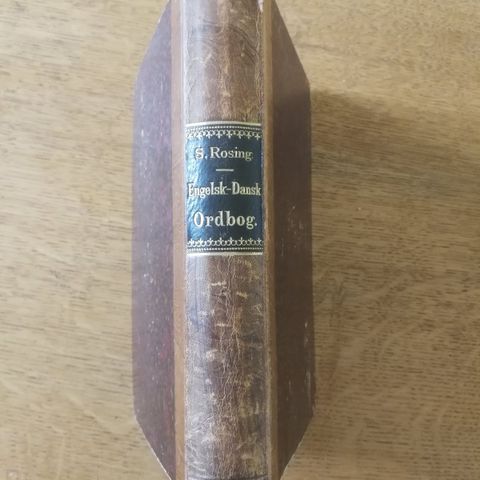 S. Rosing
Engelsk-Dansk
Ordbog.